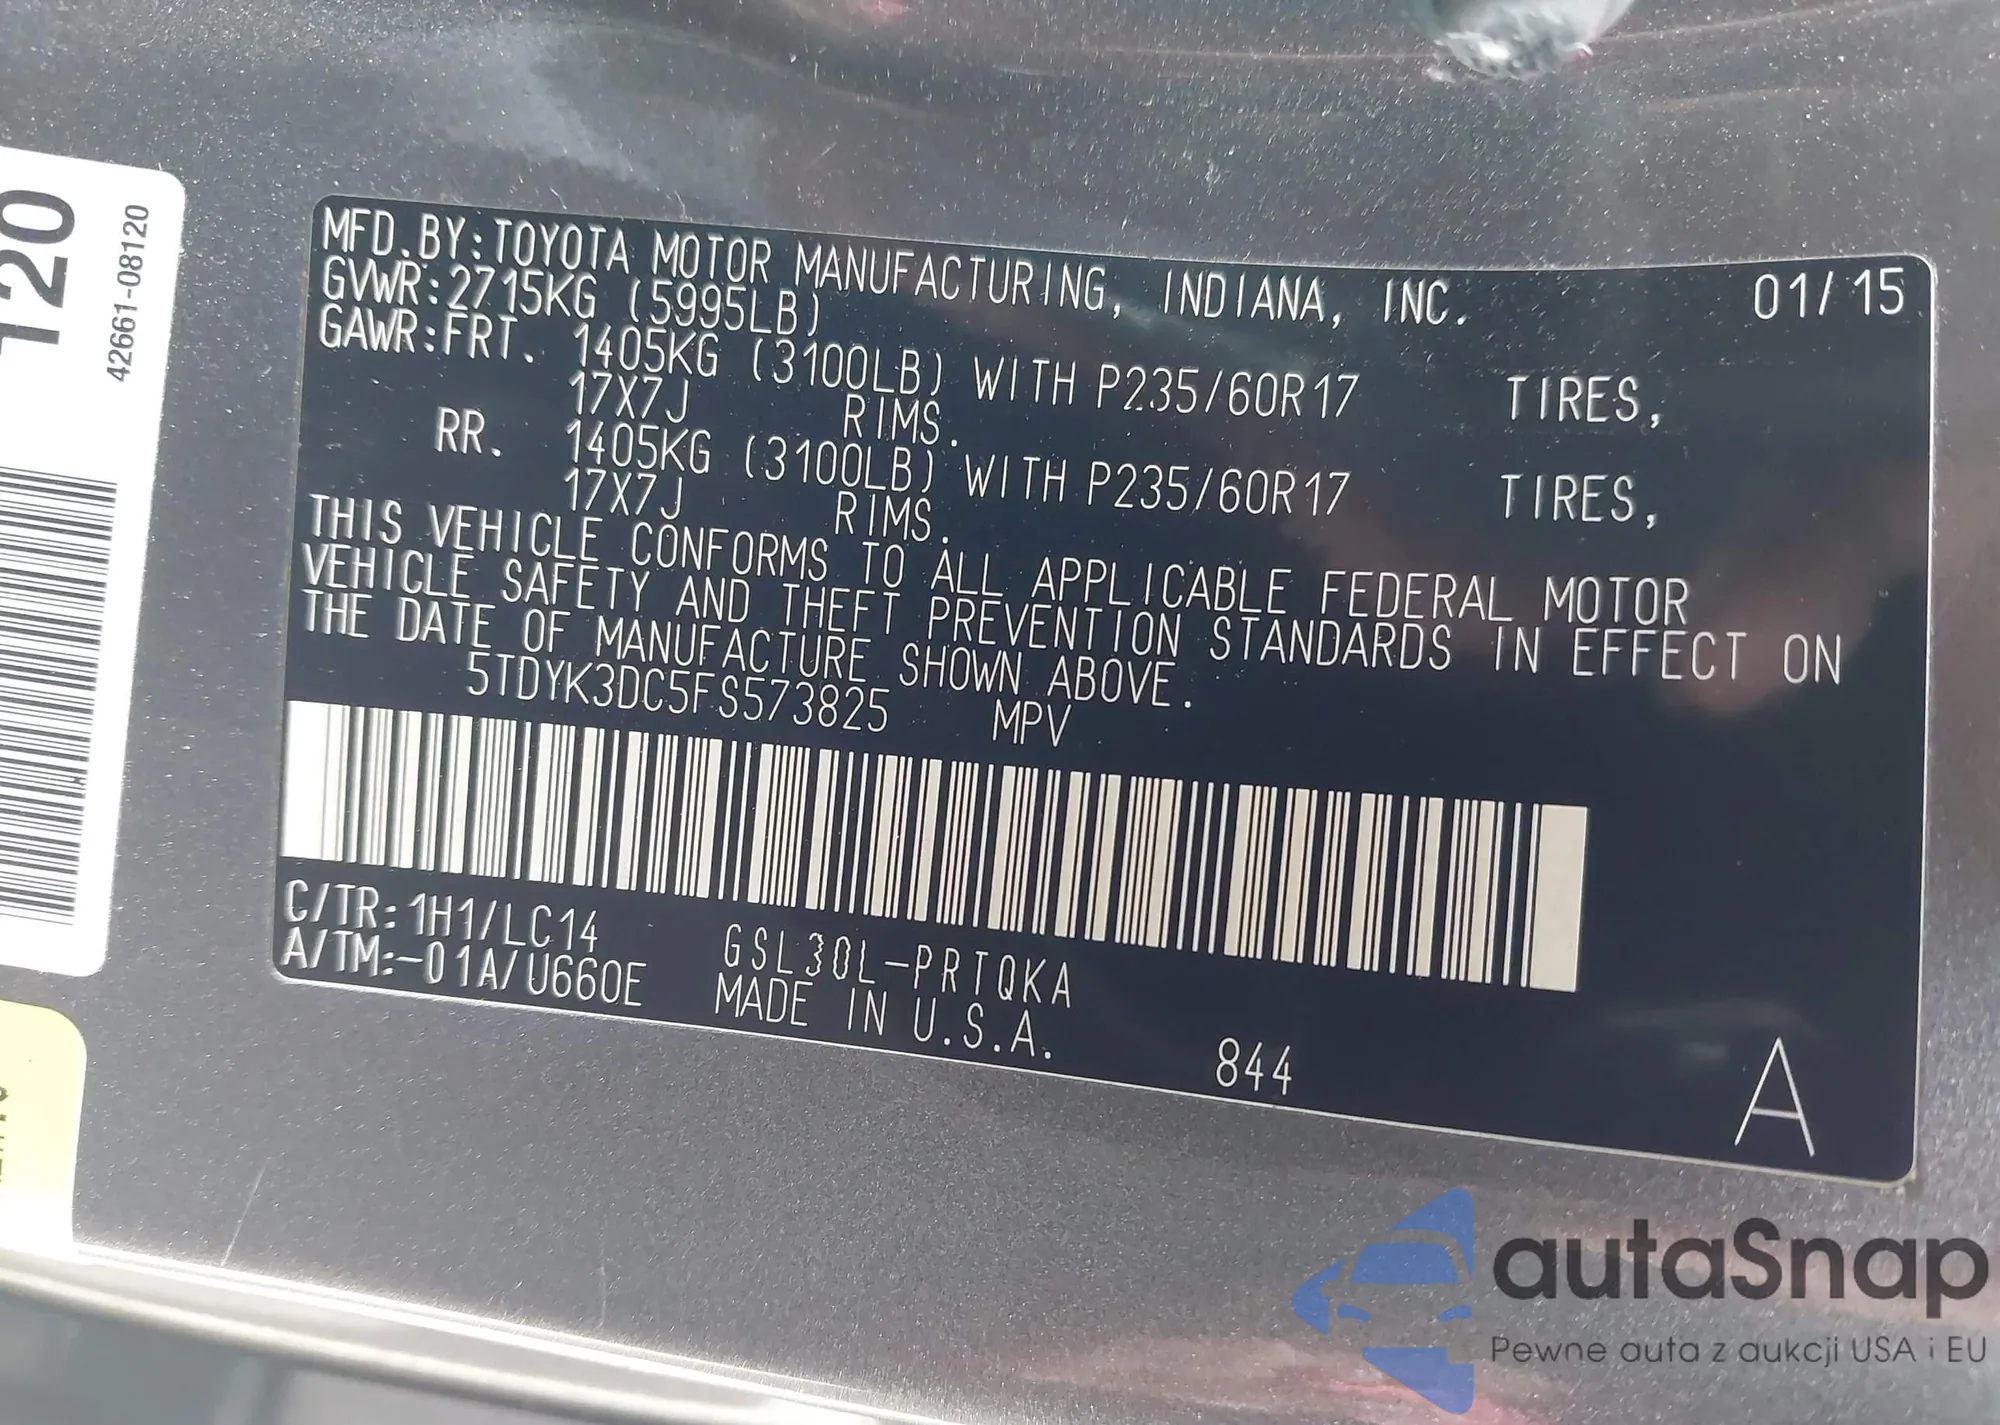 120
42661-08120
MFD.BY:TOYOTA MOTOR MANUFACTURING, INDIANA, INC. 01/15
GVWR:2715KG (5995LB)
GAWR:FRT. 1405KG (3100LB) WITH P235/60R17 TIRES,
17X7J RIMS.
RR. 1405KG (3100LB) WITH P235/60R17 TIRES,
17X7J RIMS.
THIS VEHICLE CONFORMS TO ALL APPLICABLE FEDERAL MOTOR
VEHICLE SAFETY AND THEFT PREVENTION STANDARDS IN EFFECT ON
THE DATE OF MANUFACTURE SHOWN ABOVE.
5TDYK3DC5FS573825 MPV
C/TR:1H1/LC14 GSL30L-PRTQKA
A/TM:-01A/U660E MADE IN U.S.A.
844 A
autaSnap
Pewne auta z aukcji USA i EU